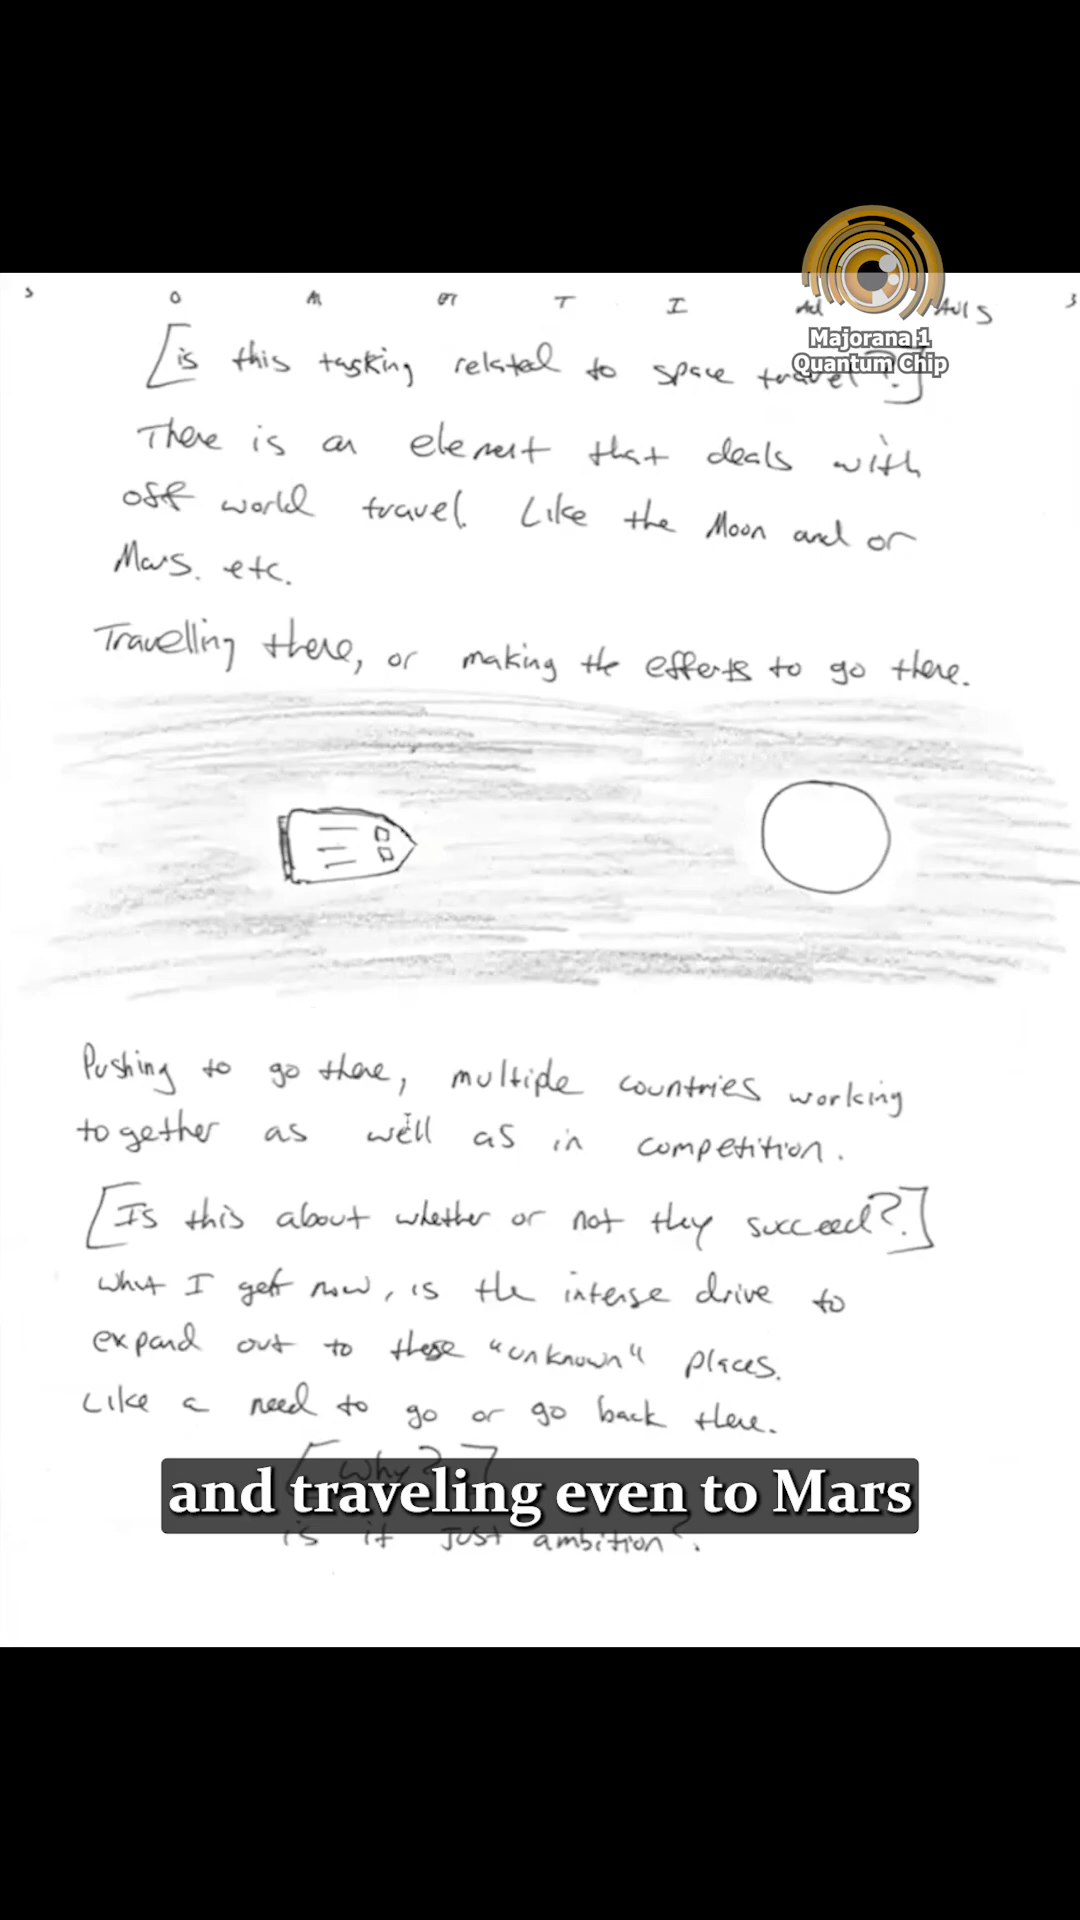 S O M EI T I AI AI/S
Majorana 1
Quantum Chip
[is this tasking related to space travel?.]
There is an element that deals with
off world travel. Like the Moon and or
Mars. etc.
Travelling there, or making the efforts to go there.
Pushing to go there, multiple countries working
together as well as in competition.
[Is this about whether or not they succeed?.]
What I get now, is the intense drive to
expand out to these "unknown" places.
Like a need to go or go back there.
[Why?]
and traveling even to Mars
is it just ambition?.